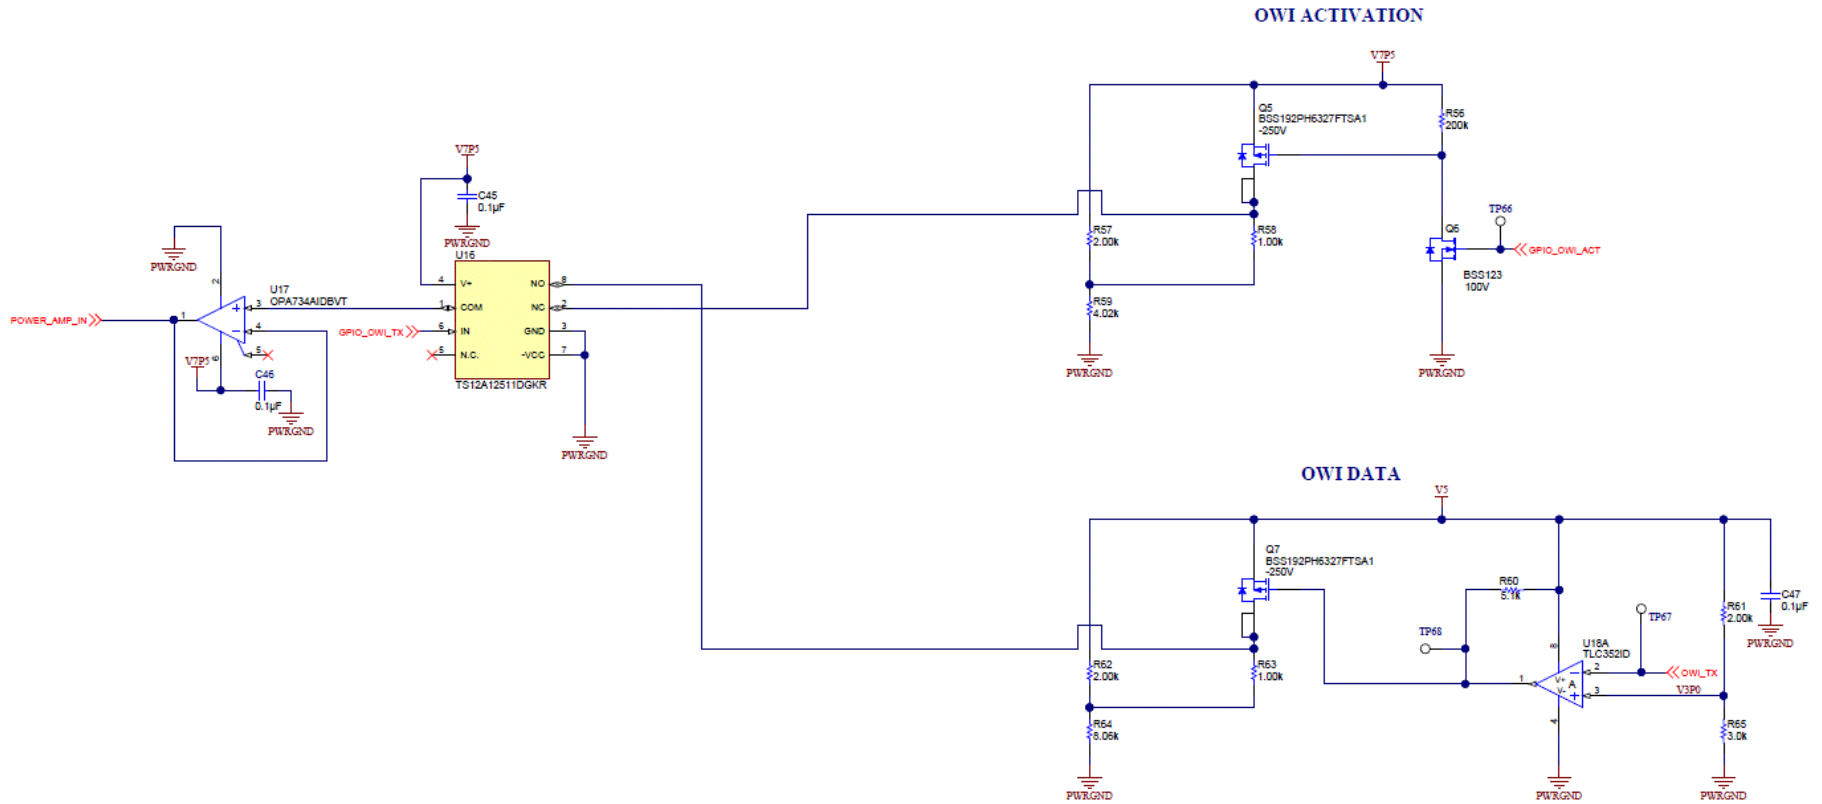 OWI ACTIVATION
V7P5
Q5
BSS192PH6327FTSA1
-250V
R56
200k
TP66
Q6
GPIO_OWI_ACT
BSS123
100V
R57
2.00k
R58
1.00k
R59
4.02k
PWRGND
PWRGND
V7P5
C45
0.1µF
PWRGND
U16
4
V+
NO
8
1
COM
NC
2
GPIO_OWI_TX
6
IN
GND
3
5
N.C.
-VCC
7
TS12A12511DGKR
PWRGND
PWRGND
2
U17
OPA734AIDBVT
POWER_AMP_IN
1
+
3
-
4
5
6
V7P5
C46
0.1µF
PWRGND
OWI DATA
V5
Q7
BSS192PH6327FTSA1
-250V
R60
5.1k
C47
0.1µF
PWRGND
R61
2.00k
TP67
TP68
U18A
TLC352ID
8
1
V+
V-
A
-
+
2
3
4
OWI_TX
V3P0
R62
2.00k
R63
1.00k
R64
8.06k
R65
3.0k
PWRGND
PWRGND
PWRGND